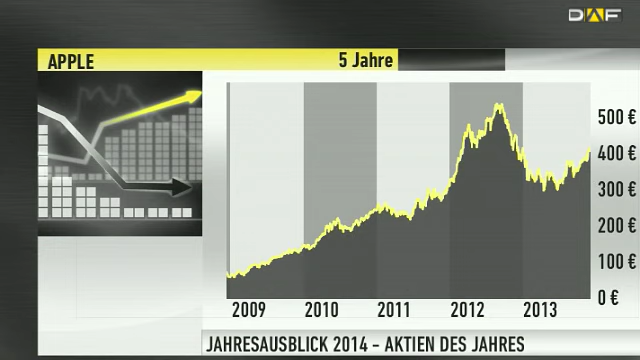 DAF
APPLE
5 Jahre
500 €
400 €
300 €
200 €
100 €
0 €
2009 2010 2011 2012 2013
JAHRESAUSBLICK 2014 - AKTIEN DES JAHRES